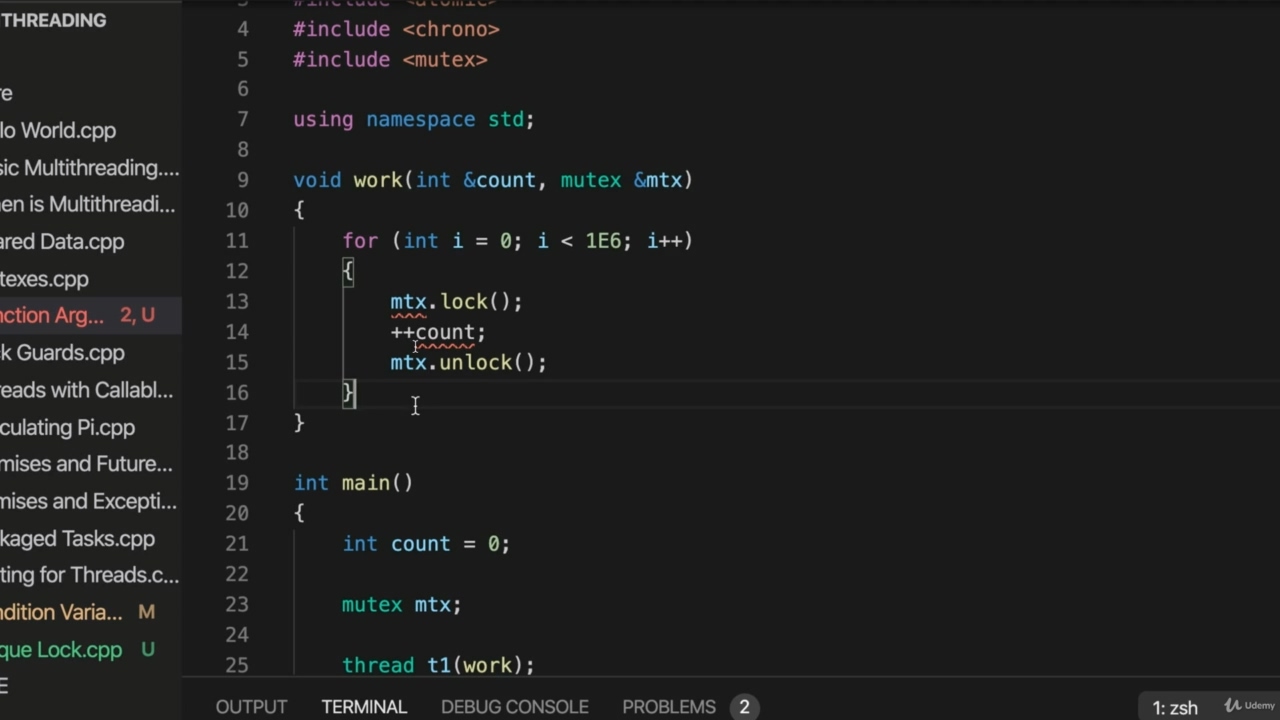 THREADING
re
lo World.cpp
sic Multithreading....
en is Multithreadi...
ared Data.cpp
texes.cpp
nction Arg... 2, U
k Guards.cpp
reads with Callabl...
culating Pi.cpp
mises and Future...
mises and Excepti...
kaged Tasks.cpp
ting for Threads.c...
ndition Varia... M
que Lock.cpp U
E
3 #include <atomic>
4 #include <chrono>
5 #include <mutex>
6
7 using namespace std;
8
9 void work(int &count, mutex &mtx)
10 {
11 for (int i = 0; i < 1E6; i++)
12 {
13 mtx.lock();
14 ++count;
15 mtx.unlock();
16 }
17 }
18
19 int main()
20 {
21 int count = 0;
22
23 mutex mtx;
24
25 thread t1(work);
OUTPUT TERMINAL DEBUG CONSOLE PROBLEMS 2 1: zsh Udemy